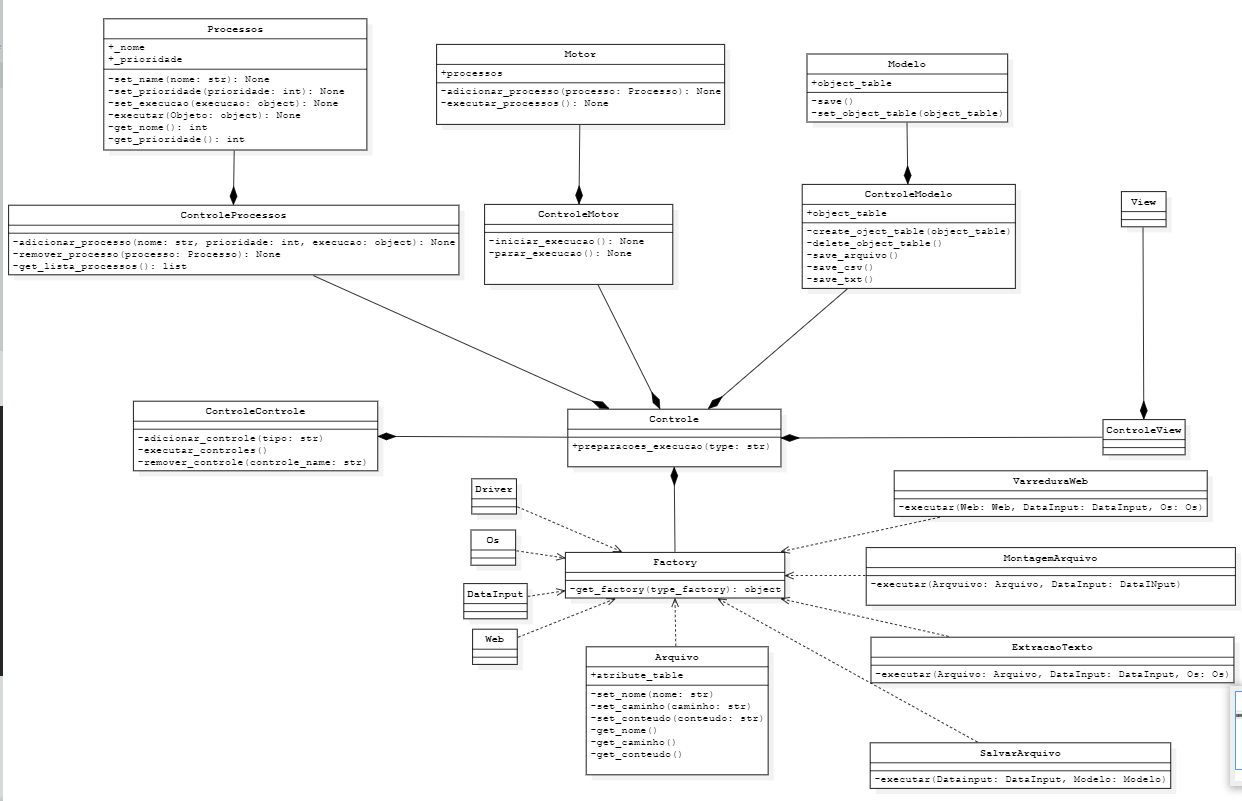 Processos
+_nome
+_prioridade
-set_name(nome: str): None
-set_prioridade(prioridade: int): None
-set_execucao(execucao: object): None
-executar(Objeto: object): None
-get_nome(): int
-get_prioridade(): int
Motor
+processos
-adicionar_processo(processo: Processo): None
-executar_processos(): None
Modelo
+object_table
-save()
-set_object_table(object_table)
ControleProcessos
-adicionar_processo(nome: str, prioridade: int, execucao: object): None
-remover_processo(processo: Processo): None
-get_lista_processos(): list
ControleMotor
-iniciar_execucao(): None
-parar_execucao(): None
ControleModelo
+object_table
-create_oject_table(object_table)
-delete_object_table()
-save_arquivo()
-save_csv()
-save_txt()
View
ControleControle
-adicionar_controle(tipo: str)
-executar_controles()
-remover_controle(controle_name: str)
Controle
+preparacoes_execucao(type: str)
ControleView
Driver
Os
DataInput
Web
Factory
-get_factory(type_factory): object
VarreduraWeb
-executar(Web: Web, DataInput: DataInput, Os: Os)
MontagemArquivo
-executar(Arqvuivo: Arquivo, DataInput: DataINput)
ExtracaoTexto
-executar(Arquivo: Arquivo, DataInput: DataInput, Os: Os)
Arquivo
+atribute_table
-set_nome(nome: str)
-set_caminho(caminho: str)
-set_conteudo(conteudo: str)
-get_nome()
-get_caminho()
-get_conteudo()
SalvarArquivo
-executar(Datainput: DataInput, Modelo: Modelo)